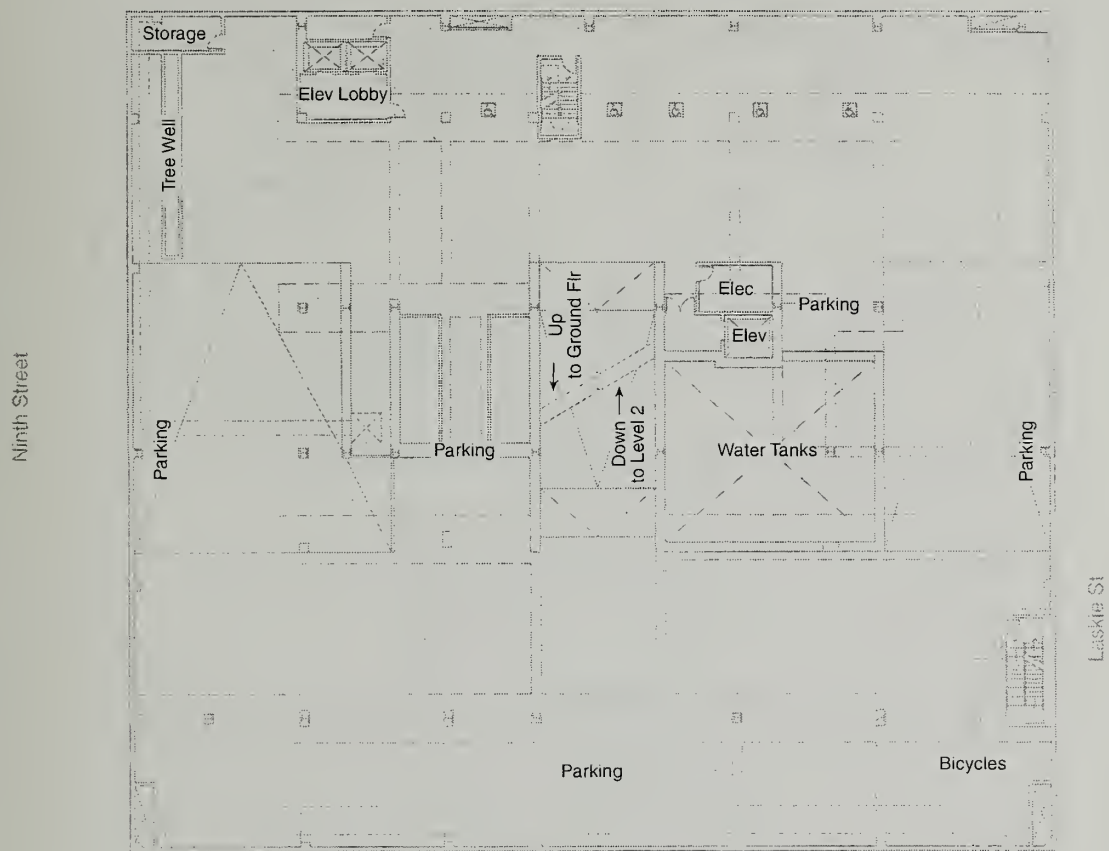 Storage
Elev Lobby
Tree Well
Ninth Street
Parking
Parking
Up
to Ground Flr
Down
to Level 2
Elec
Elev
Parking
Water Tanks
Parking
Laskie St
Parking
Bicycles